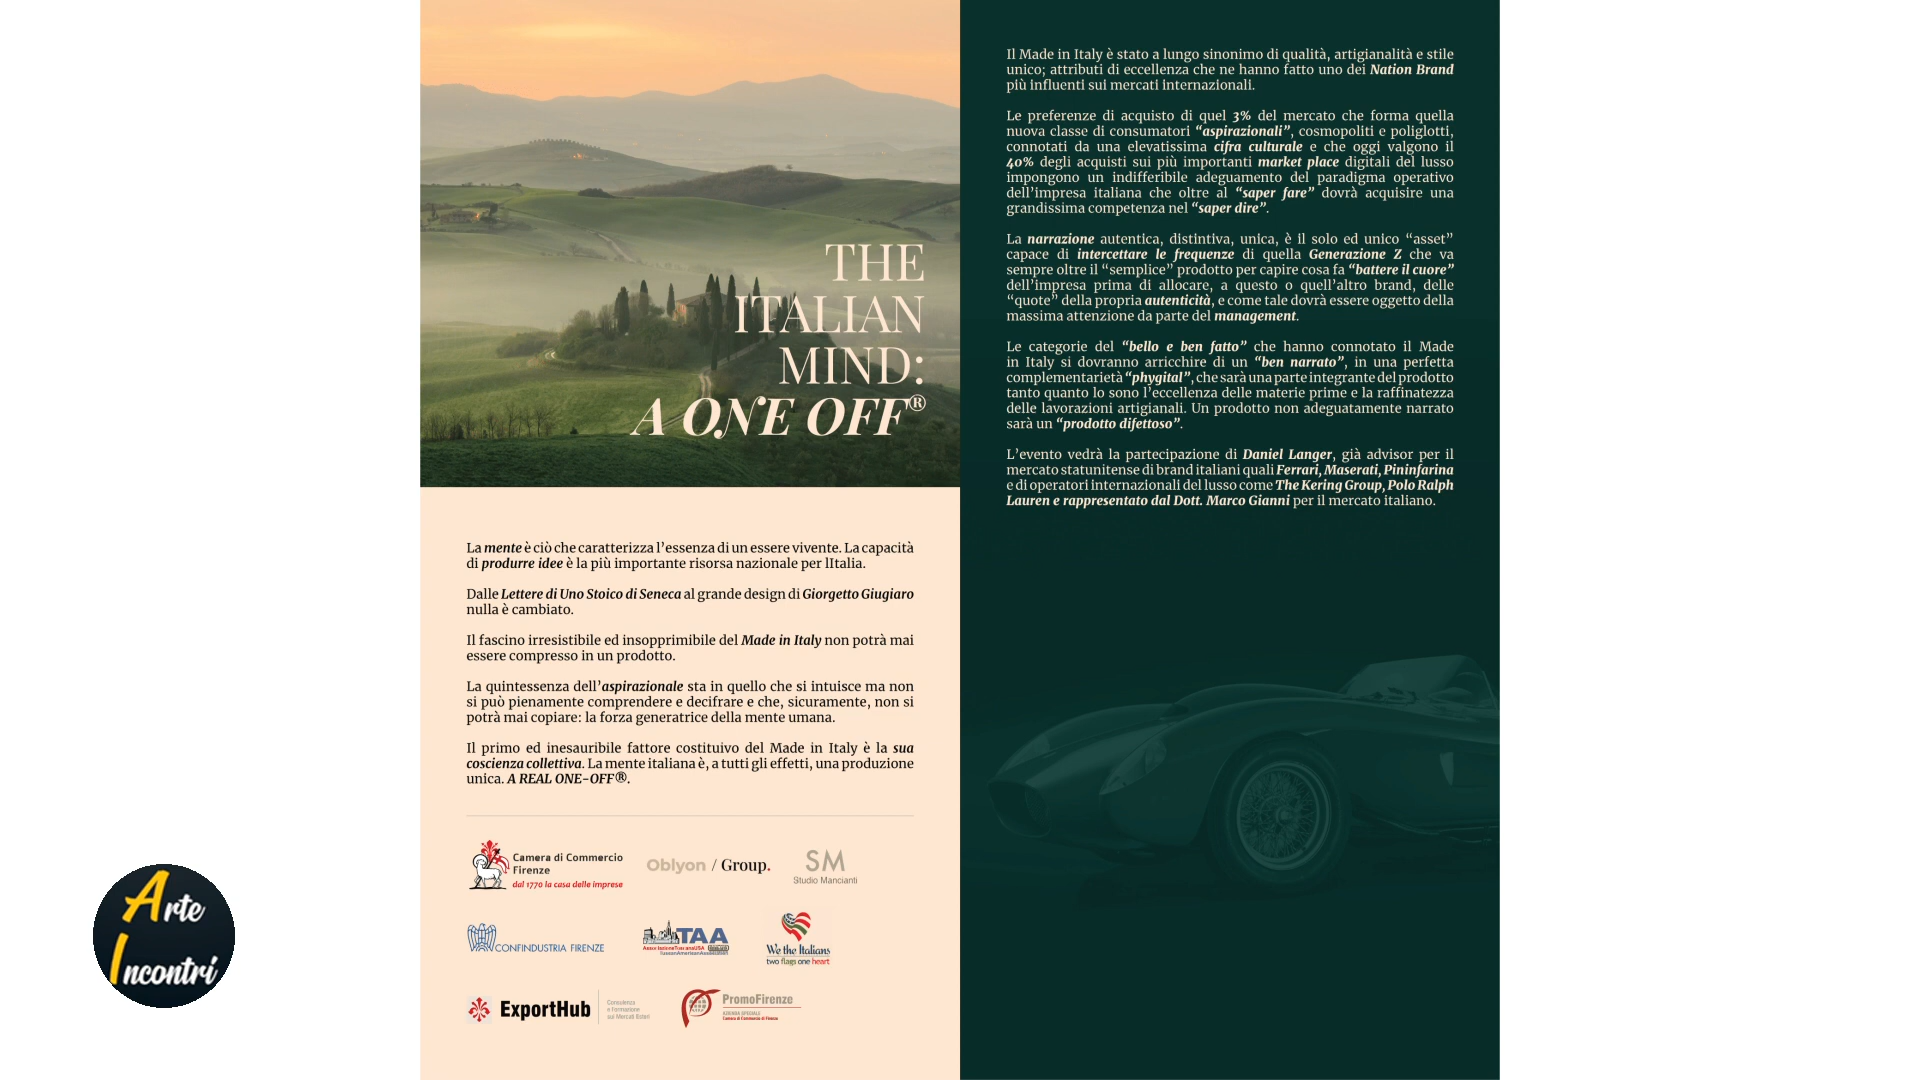 THE
ITALIAN
MIND:
A ONE OFF®
La mente è ciò che caratterizza l'essenza di un essere vivente. La capacità
di produrre idee è la più importante risorsa nazionale per lItalia.
Dalle Lettere di Uno Stoico di Seneca al grande design di Giorgetto Giugiaro
nulla è cambiato.
Il fascino irresistibile ed insopprimibile del Made in Italy non potrà mai
essere compresso in un prodotto.
La quintessenza dell'aspirazionale sta in quello che si intuisce ma non
si può pienamente comprendere e decifrare e che, sicuramente, non si
potrà mai copiare: la forza generatrice della mente umana.
Il primo ed inesauribile fattore costituivo del Made in Italy è la sua
coscienza collettiva. La mente italiana è, a tutti gli effetti, una produzione
unica. A REAL ONE-OFF®.
Camera di Commercio
Firenze
dal 1770 la casa delle imprese
Oblyon / Group.
SM
Studio Mancianti
CONFINDUSTRIA FIRENZE
TAA
AssociazioneToscanaUSA
TuscanAmericanAssociation
We the Italians
two flags one heart
ExportHub
Consulenza
e Formazione
sui Mercati Esteri
PromoFirenze
AZIENDA SPECIALE
Camera di Commercio di Firenze
Il Made in Italy è stato a lungo sinonimo di qualità, artigianalità e stile
unico; attributi di eccellenza che ne hanno fatto uno dei Nation Brand
più influenti sui mercati internazionali.
Le preferenze di acquisto di quel 3% del mercato che forma quella
nuova classe di consumatori “aspirazionali”, cosmopoliti e poliglotti,
connotati da una elevatissima cifra culturale e che oggi valgono il
40% degli acquisti sui più importanti market place digitali del lusso
impongono un indifferibile adeguamento del paradigma operativo
dell'impresa italiana che oltre al “saper fare” dovrà acquisire una
grandissima competenza nel “saper dire”.
La narrazione autentica, distintiva, unica, è il solo ed unico “asset”
capace di intercettare le frequenze di quella Generazione Z che va
sempre oltre il “semplice” prodotto per capire cosa fa “battere il cuore”
dell'impresa prima di allocare, a questo o quell'altro brand, delle
“quote” della propria autenticità, e come tale dovrà essere oggetto della
massima attenzione da parte del management.
Le categorie del “bello e ben fatto” che hanno connotato il Made
in Italy si dovranno arricchire di un “ben narrato”, in una perfetta
complementarietà “phygital”, che sarà una parte integrante del prodotto
tanto quanto lo sono l'eccellenza delle materie prime e la raffinatezza
delle lavorazioni artigianali. Un prodotto non adeguatamente narrato
sarà un “prodotto difettoso”.
L'evento vedrà la partecipazione di Daniel Langer, già advisor per il
mercato statunitense di brand italiani quali Ferrari, Maserati, Pininfarina
e di operatori internazionali del lusso come The Kering Group, Polo Ralph
Lauren e rappresentato dal Dott. Marco Gianni per il mercato italiano.
Arte
Incontri